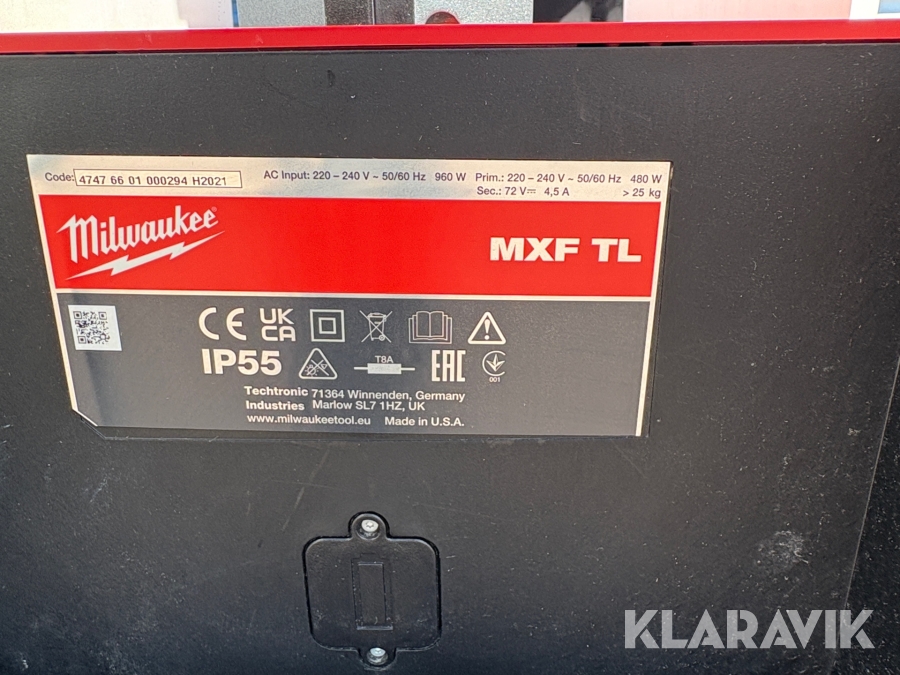 Code: 4747 66 01 000294 H2021
AC Input: 220 – 240 V ~ 50/60 Hz 960 W
Prim.: 220 – 240 V ~ 50/60 Hz 480 W
Sec.: 72 V⎓ 4,5 A > 25 kg
Milwaukee
MXF TL
CE UK CA
IP55
T8A
EAC
001
Techtronic 71364 Winnenden, Germany
Industries Marlow SL7 1HZ, UK
www.milwaukeetool.eu Made in U.S.A.
KLARAVIK